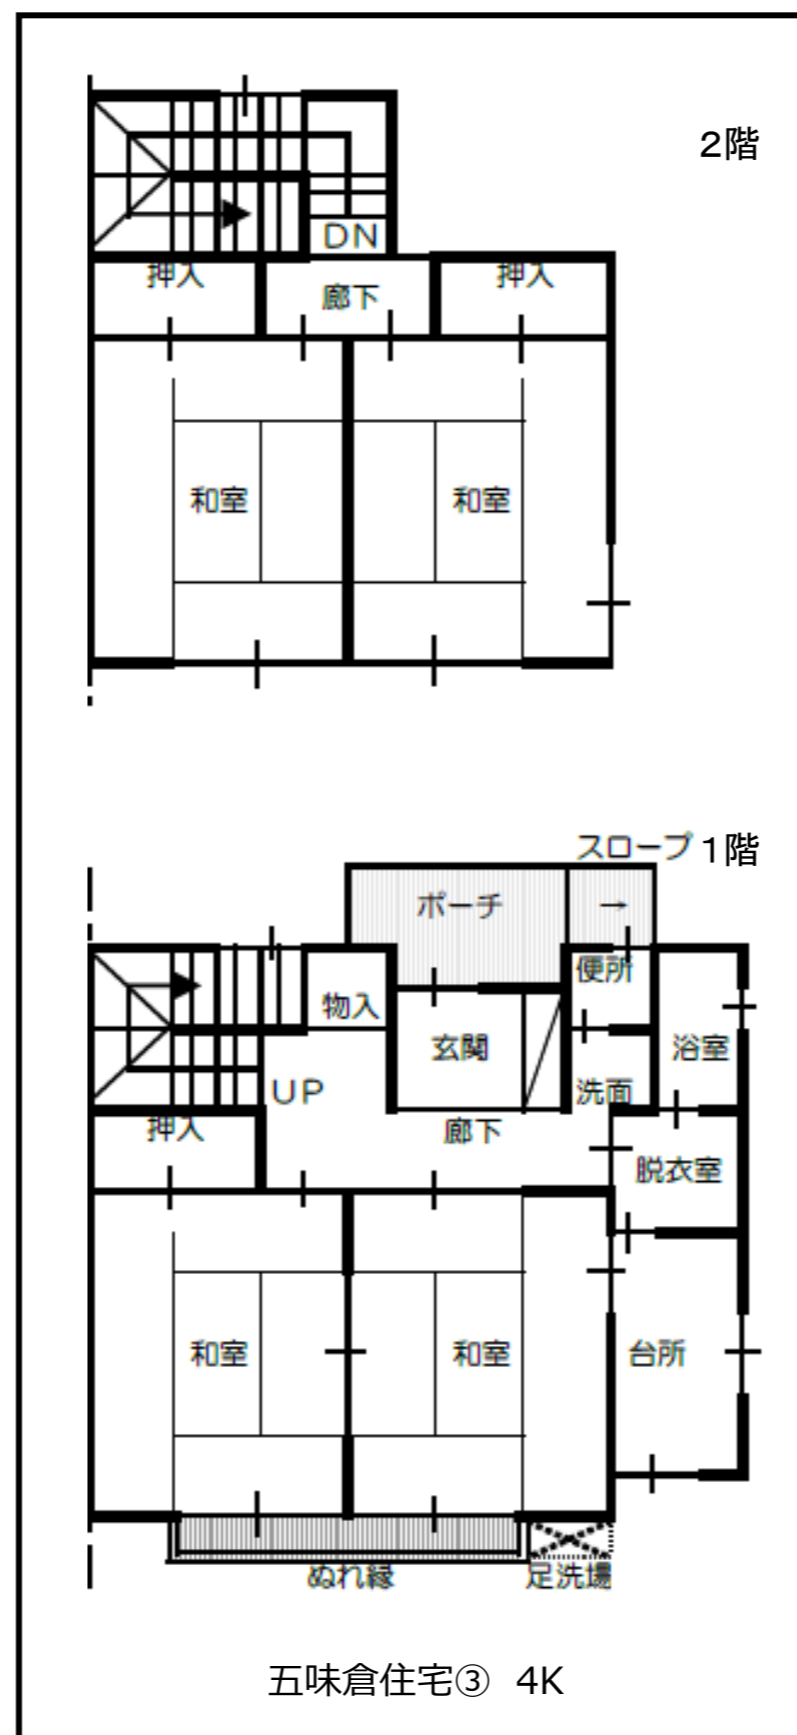 2階
DN
押入
廊下
押入
和室
和室
スロープ
1階
ポーチ
→
便所
物入
玄関
浴室
UP
洗面
押入
廊下
脱衣室
和室
和室
台所
ぬれ縁
足洗場
五味倉住宅③ 4K